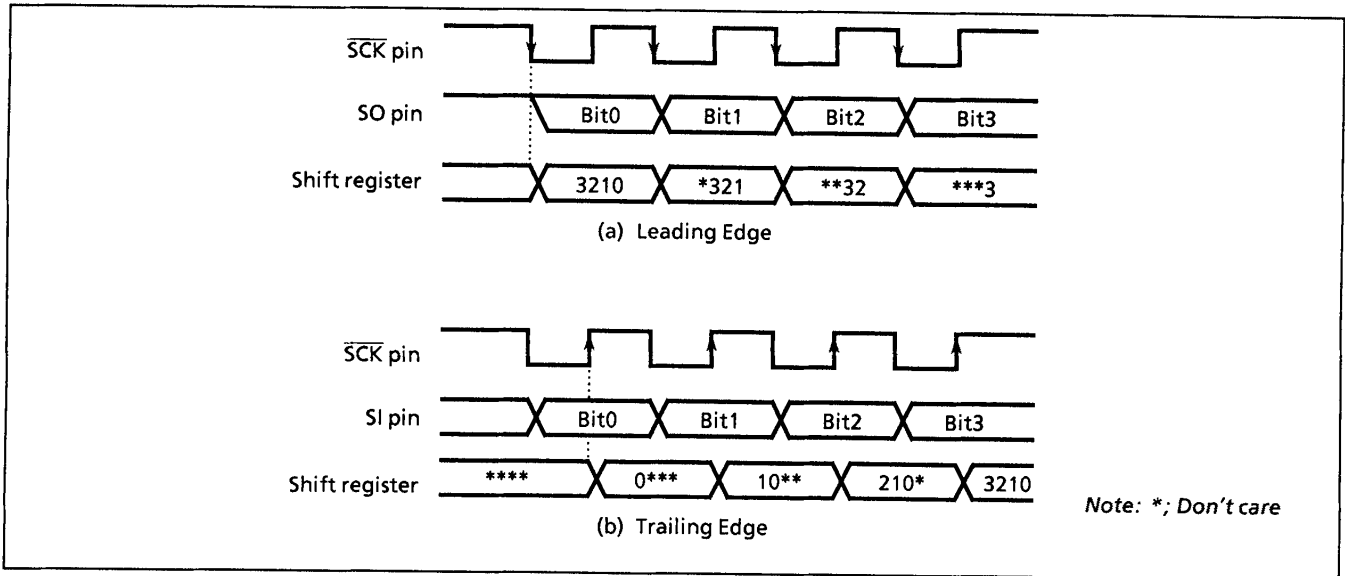 SCK pin
SO pin
Bit0 Bit1 Bit2 Bit3
Shift register
3210 *321 **32 ***3
(a) Leading Edge
SCK pin
SI pin
Bit0 Bit1 Bit2 Bit3
Shift register
**** 0*** 10** 210* 3210
(b) Trailing Edge
Note: *; Don't care